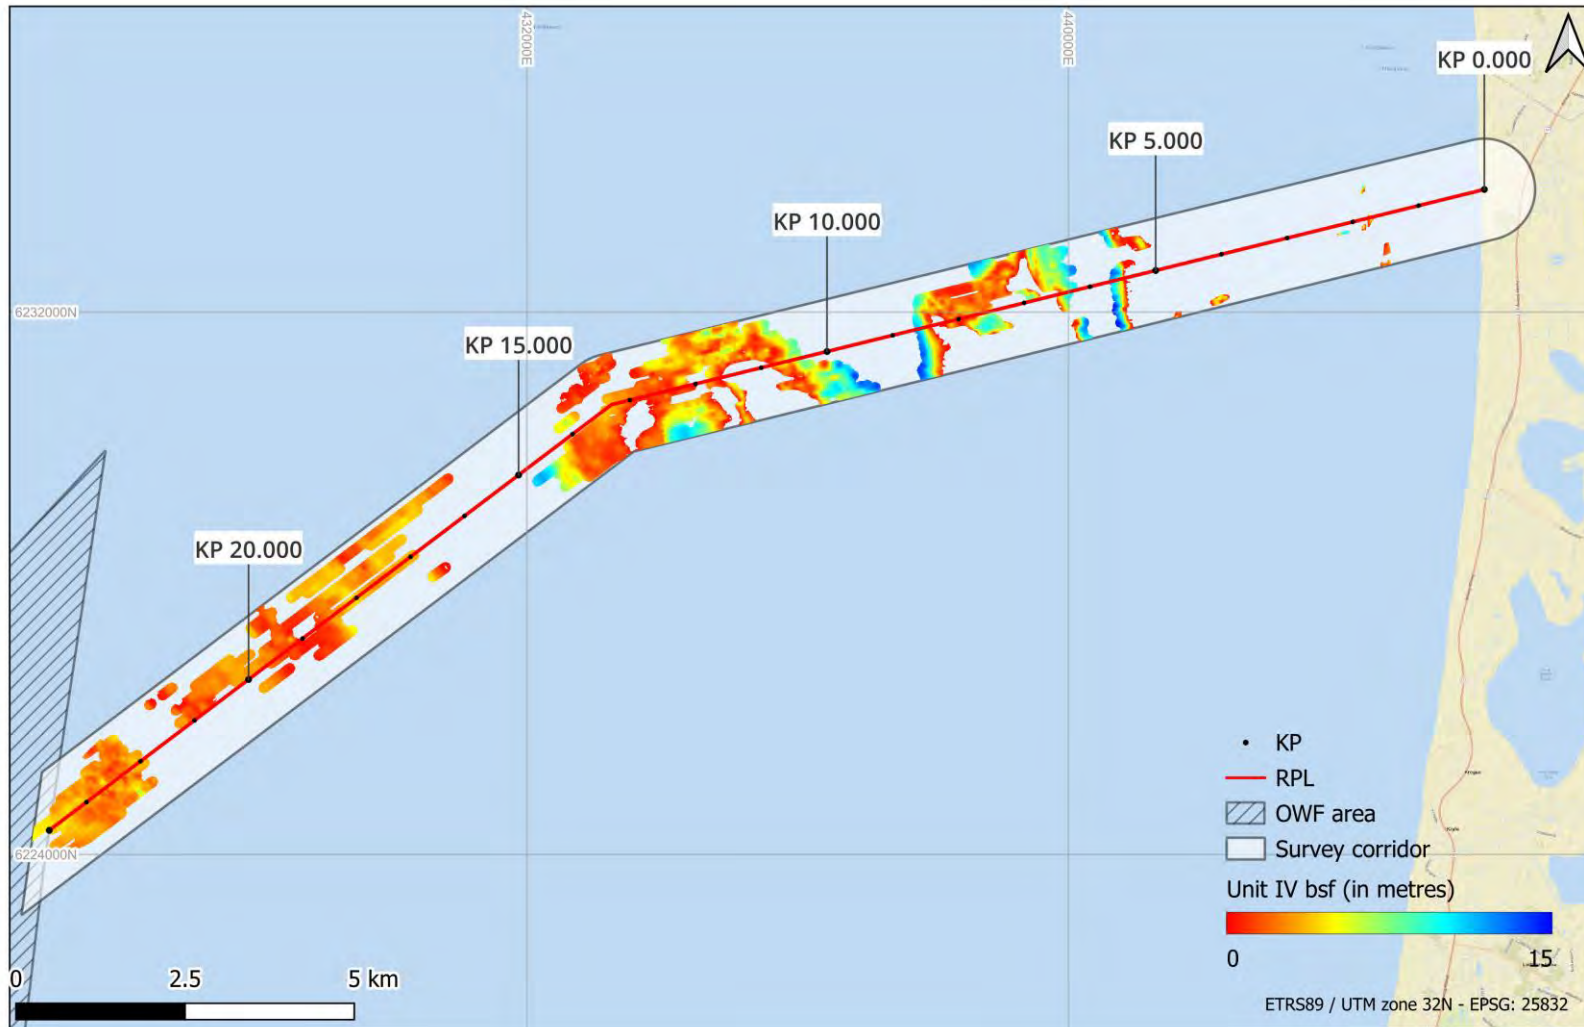 432000E
440000E
KP 0.000
KP 5.000
KP 10.000
6232000N
KP 15.000
KP 20.000
KP
RPL
OWF area
Survey corridor
6224000N
Unit IV bsf (in metres)
0
15
0
2.5
5 km
ETRS89 / UTM zone 32N - EPSG: 25832